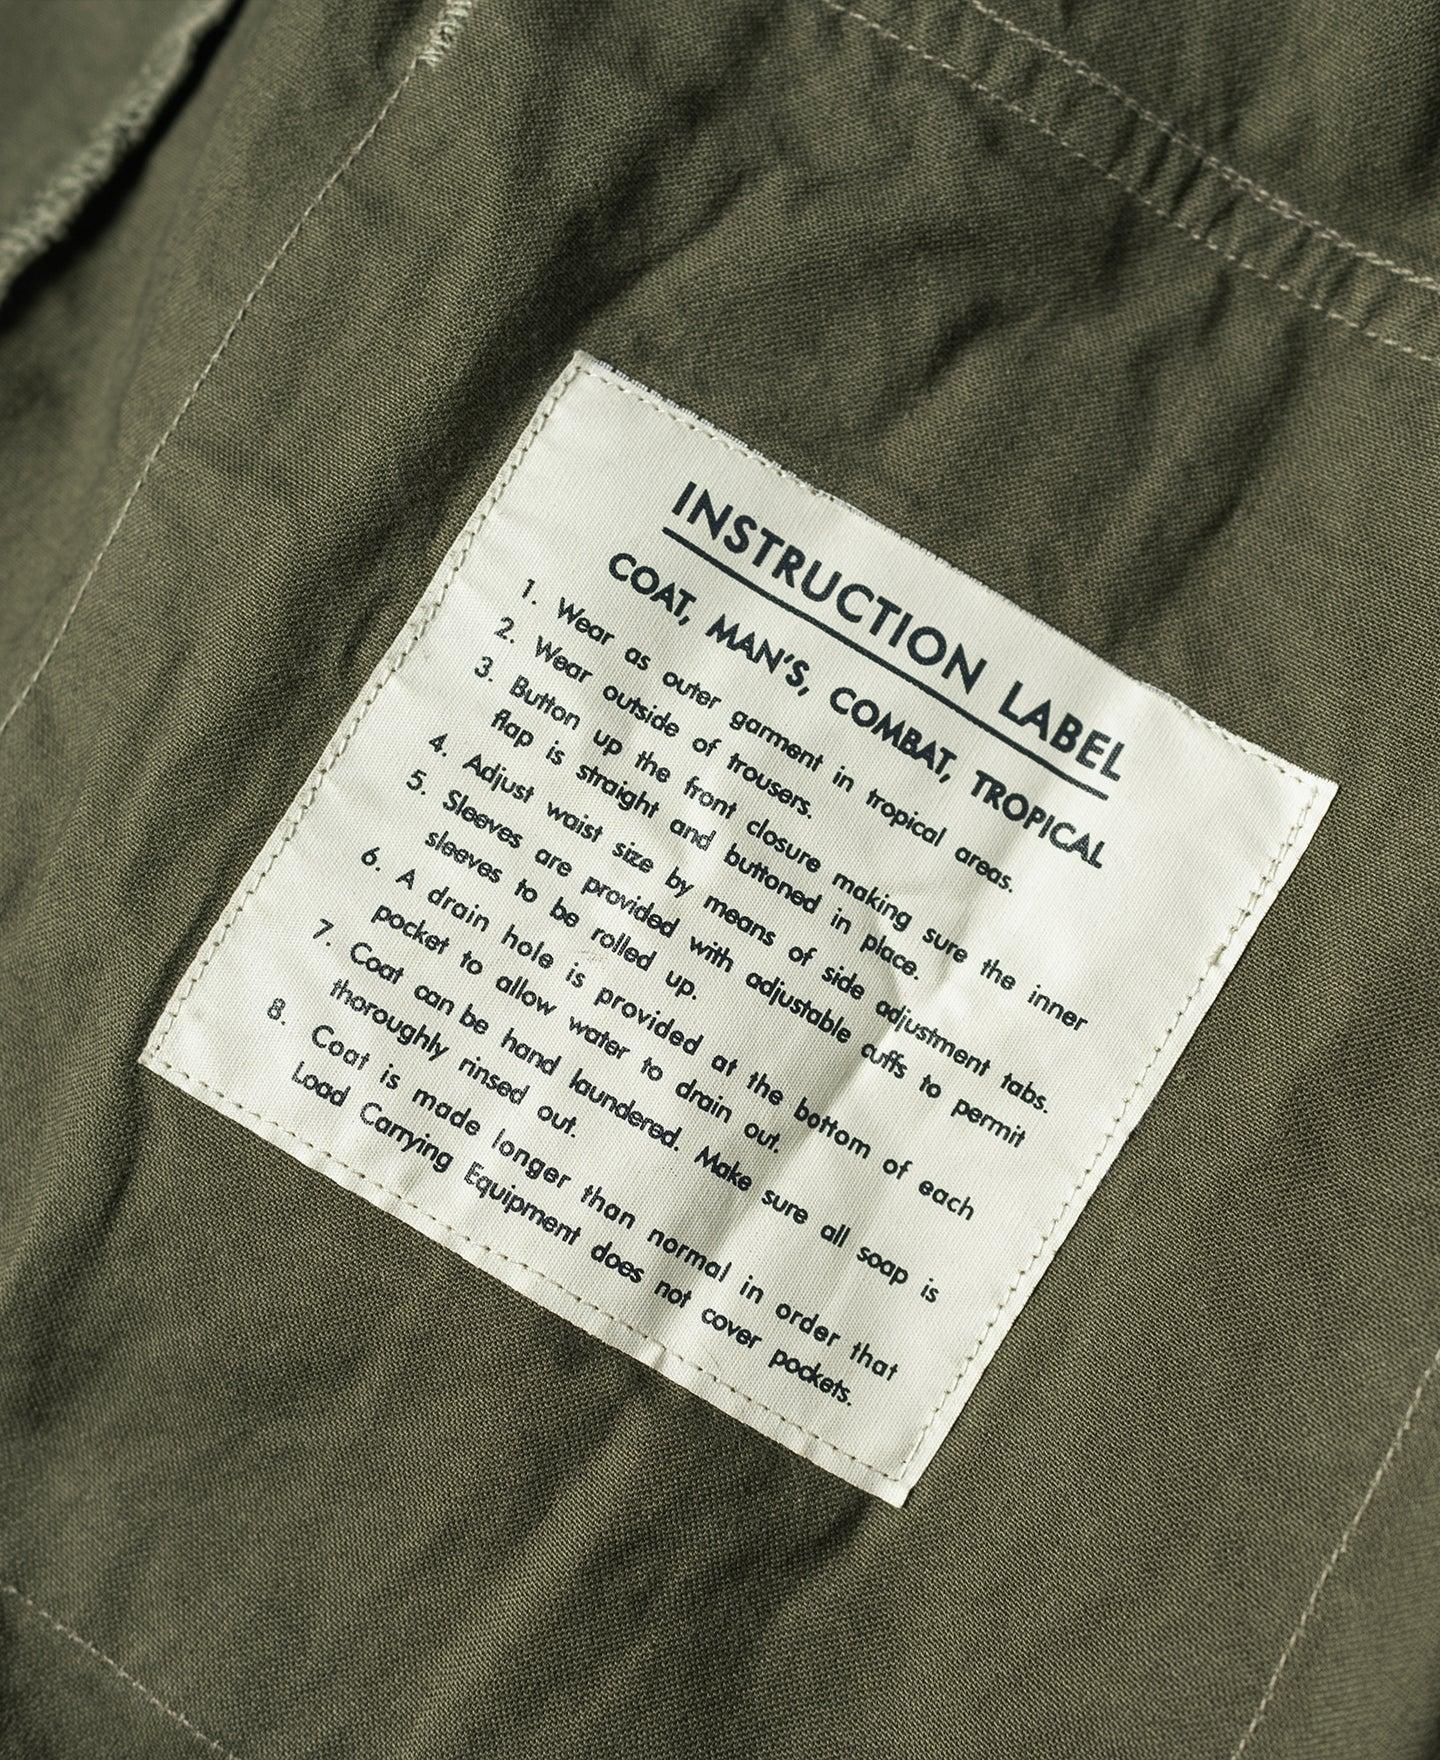 INSTRUCTION LABEL
COAT, MAN'S, COMBAT, TROPICAL
1. Wear as outer garment in tropical areas.
2. Wear outside of trousers.
3. Button up the front closure making sure the inner
flap is straight and buttoned in place.
4. Adjust waist size by means of side adjustment tabs.
5. Sleeves are provided with adjustable cuffs to permit
sleeves to be rolled up.
6. A drain hole is provided at the bottom of each
pocket to allow water to drain out.
7. Coat can be hand laundered. Make sure all soap is
thoroughly rinsed out.
8. Coat is made longer than normal in order that
Load Carrying Equipment does not cover pockets.